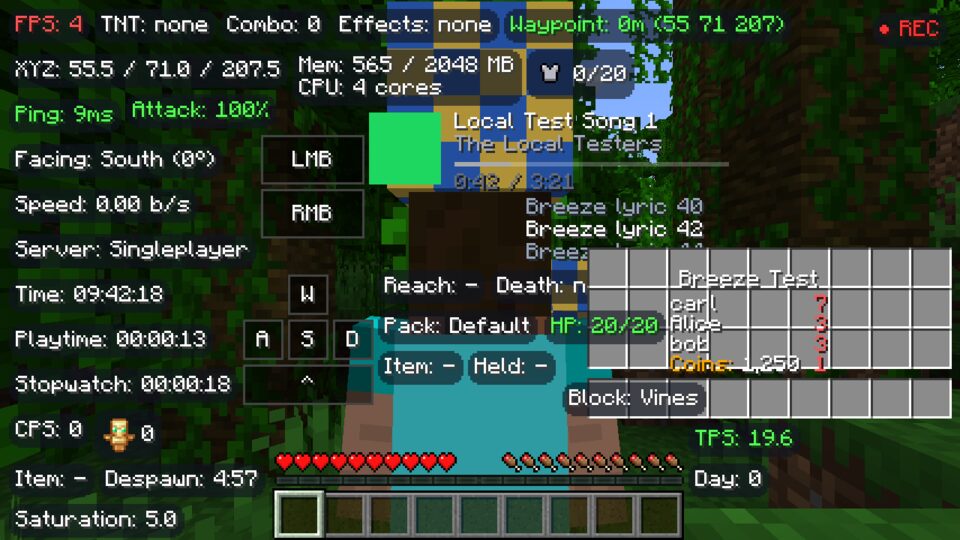 FPS: 4 TNT: none Combo: 0 Effects: none Waypoint: 0m (55 71 207)
REC
XYZ: 55.5 / 71.0 / 207.5
Mem: 565 / 2048 MB
CPU: 4 cores
0/20
Ping: 9ms
Attack: 100%
Local Test Song 1
The Local Testers
0:42 / 3:21
Facing: South (0°)
LMB
Speed: 0.00 b/s
RMB
Breeze lyric 40
Breeze lyric 42
Breeze lyric
Server: Singleplayer
Breeze Test
carl 7
Alice 3
bob 3
Coins: 1,250 1
Time: 09:42:18
W
Reach: - Death: n
Playtime: 00:00:13
A S D
Pack: Default HP: 20/20
Stopwatch: 00:00:18
^
Item: - Held: -
Block: Vines
CPS: 0
0
TPS: 19.6
Item: - Despawn: 4:57
Day: 0
Saturation: 5.0